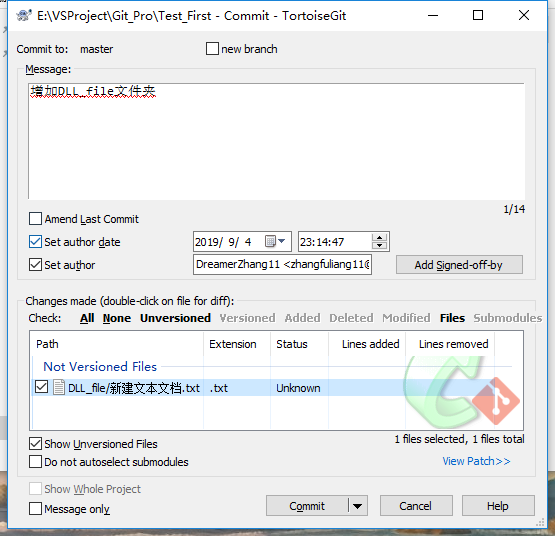 E:\VSProject\Git_Pro\Test_First - Commit - TortoiseGit
Commit to: master new branch
Message:
增加DLL_file文件夹
1/14
Amend Last Commit
Set author date 2019/ 9/ 4 23:14:47
Set author DreamerZhang11 <zhangfuliang11@ Add Signed-off-by
Changes made (double-click on file for diff):
Check: All None Unversioned Versioned Added Deleted Modified Files Submodules
Path Extension Status Lines added Lines removed
Not Versioned Files
DLL_file/新建文本文档.txt .txt Unknown
Show Unversioned Files 1 files selected, 1 files total
Do not autoselect submodules View Patch>>
Show Whole Project
Message only Commit Cancel Help